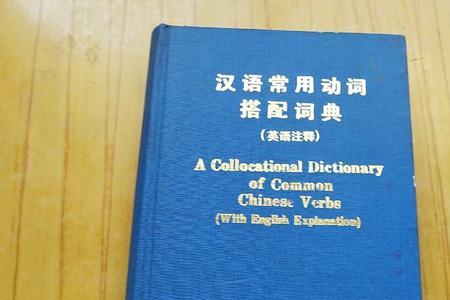 汉语常用动词
搭配词典
(英语注释)
A Collocational Dictionary
of Common
Chinese Verbs
(With English Explanation)